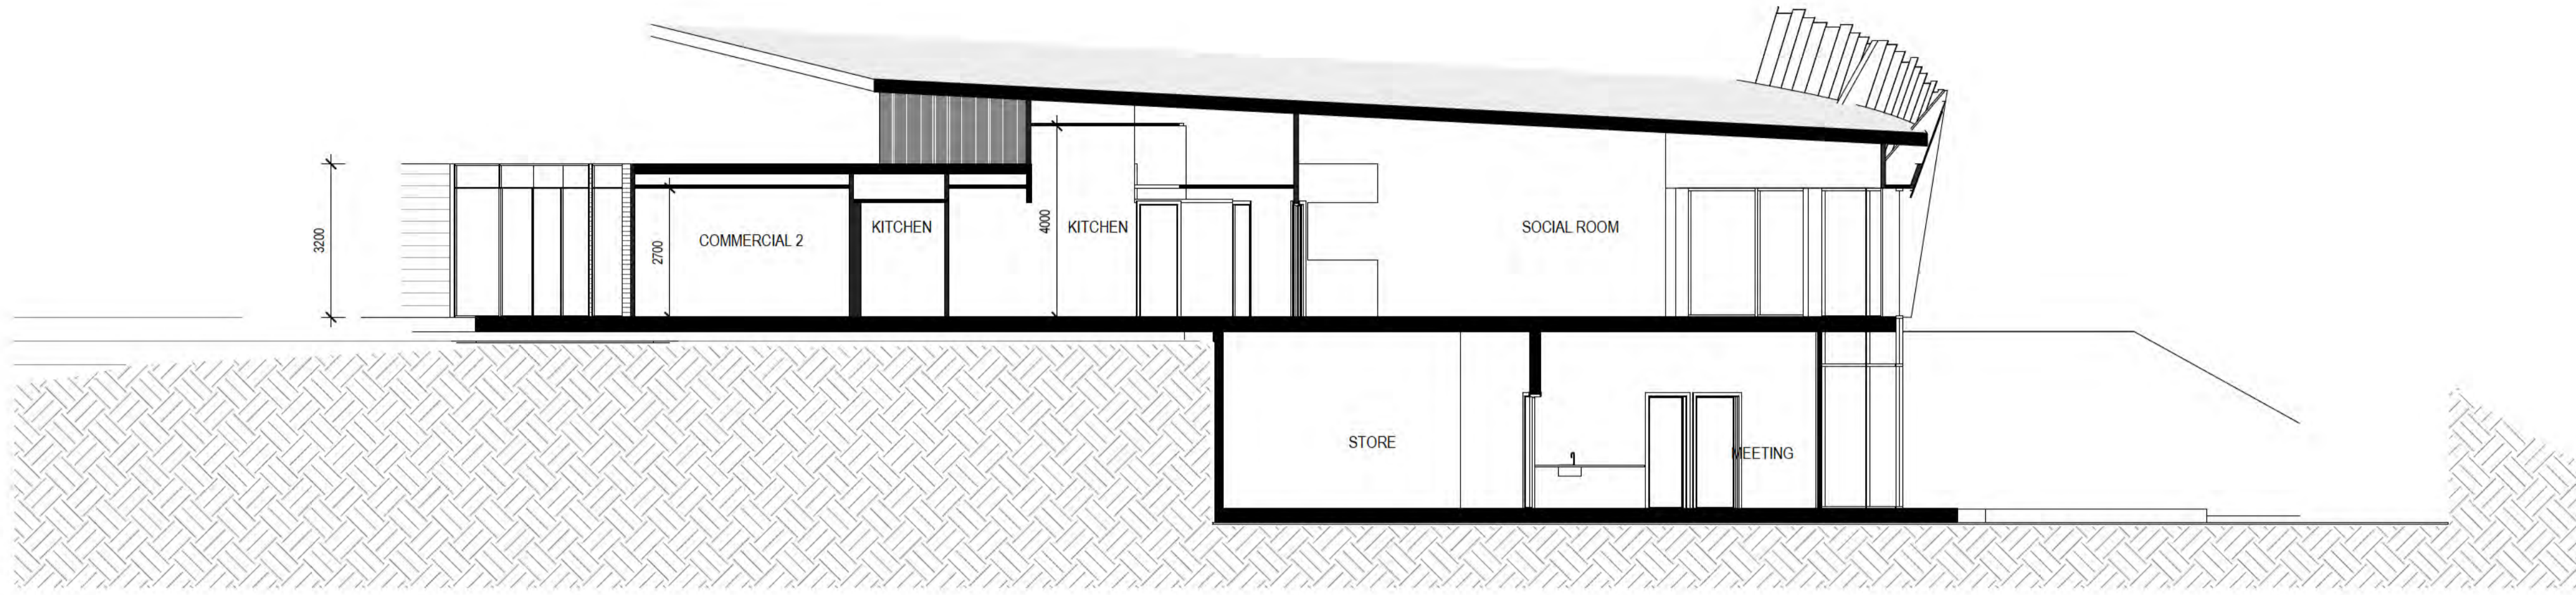 3200
2700
COMMERCIAL 2
KITCHEN
4000
KITCHEN
SOCIAL ROOM
STORE
MEETING